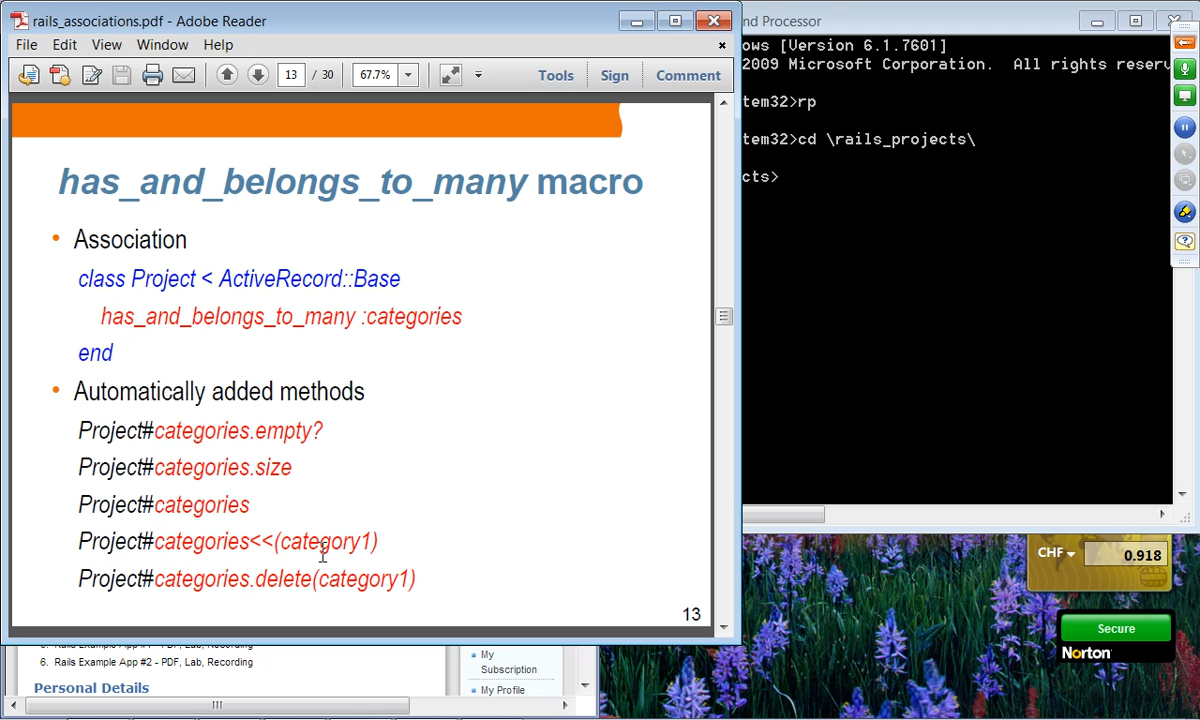 rails_associations.pdf - Adobe Reader
File Edit View Window Help
13 / 30 67.7% Tools Sign Comment
has_and_belongs_to_many macro
• Association
class Project < ActiveRecord::Base
has_and_belongs_to_many :categories
end
• Automatically added methods
Project#categories.empty?
Project#categories.size
Project#categories
Project#categories<<(category1)
Project#categories.delete(category1)
13
nd Processor
ows [Version 6.1.7601]
2009 Microsoft Corporation. All rights reserv
tem32>rp
tem32>cd \rails_projects\
cts>
CHF 0.918
Secure
Norton
6. Rails Example App #2 - PDF, Lab, Recording
Personal Details
My
Subscription
My Profile